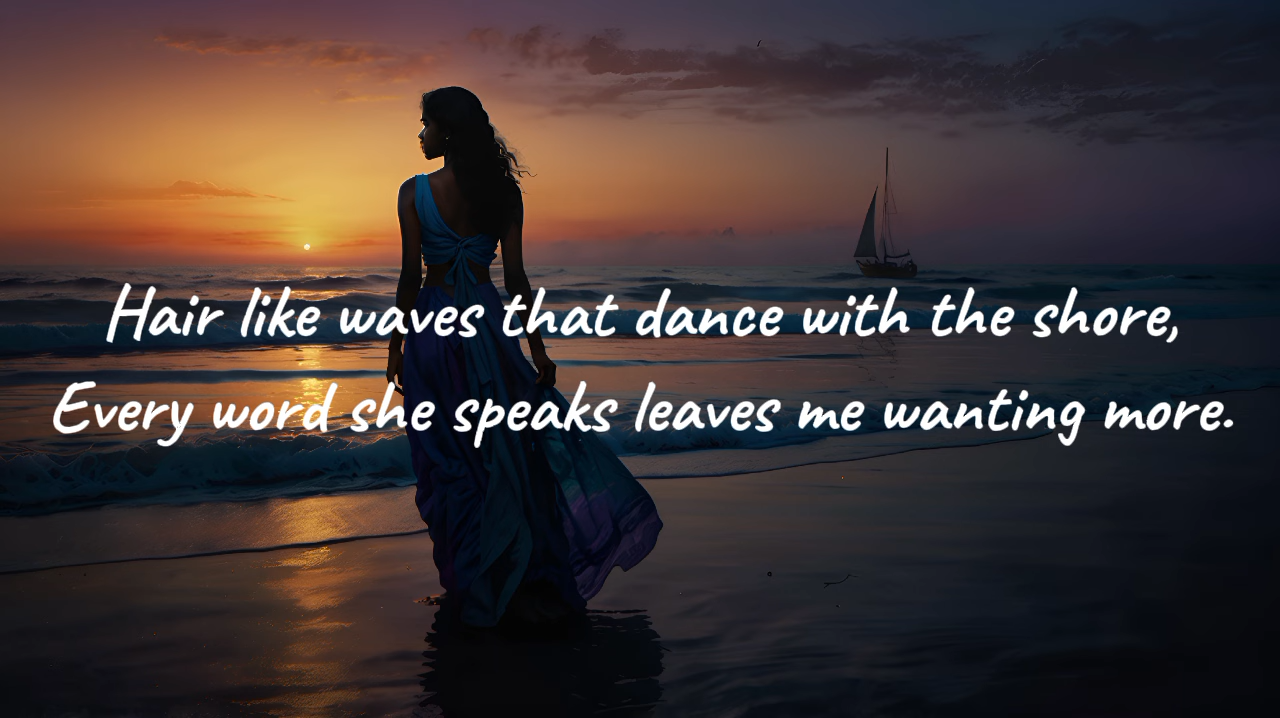 Hair like waves that dance with the shore,
Every word she speaks leaves me wanting more.